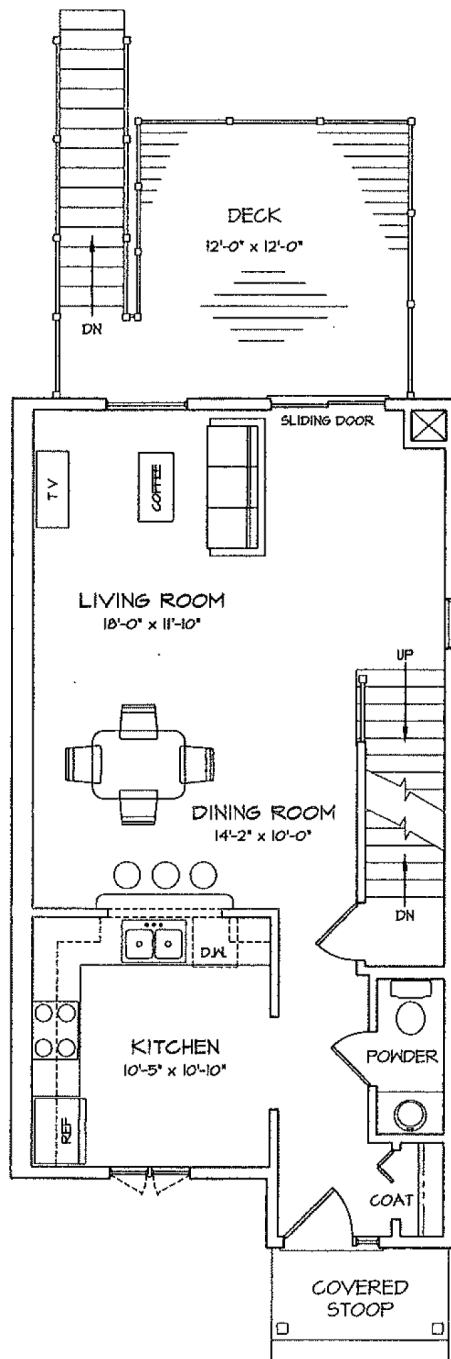 DECK
12'-0" x 12'-0"
DN
SLIDING DOOR
TV
COFFEE
LIVING ROOM
18'-0" x 11'-10"
UP
DINING ROOM
14'-2" x 10'-0"
DN
D.W.
KITCHEN
10'-5" x 10'-10"
POWDER
REF
COAT
COVERED
STOOP